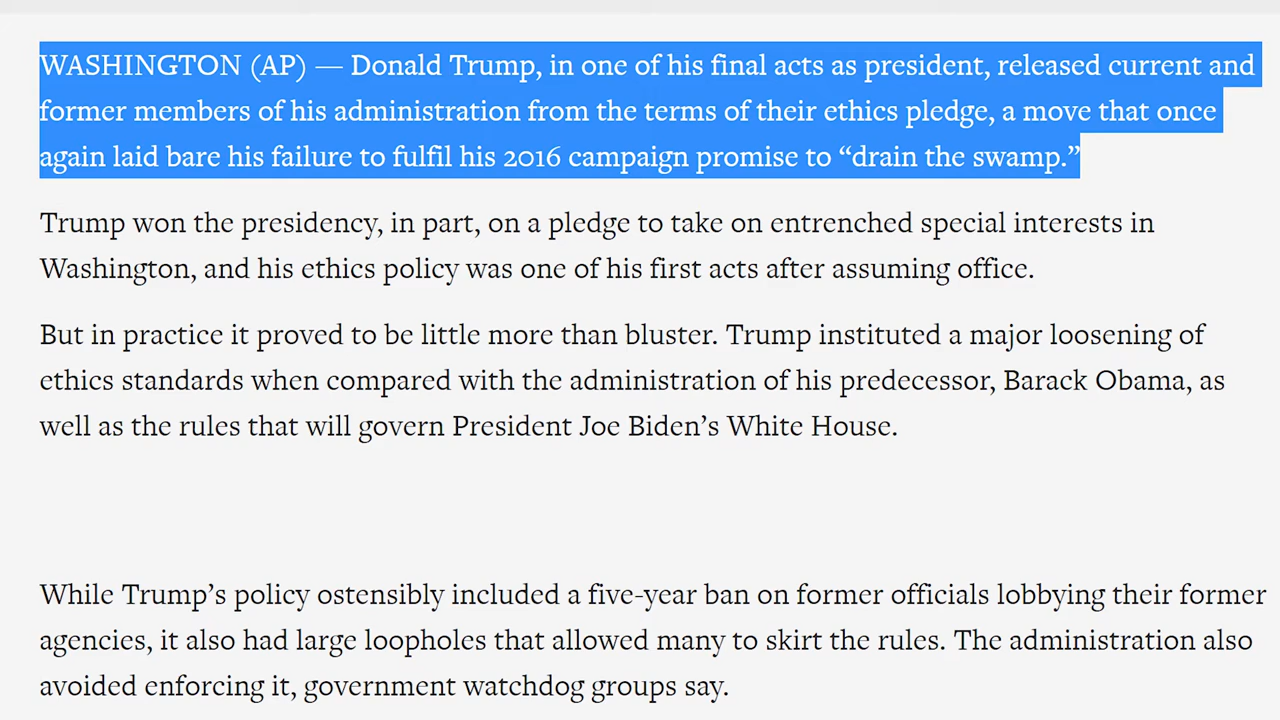 WASHINGTON (AP) — Donald Trump, in one of his final acts as president, released current and
former members of his administration from the terms of their ethics pledge, a move that once
again laid bare his failure to fulfil his 2016 campaign promise to “drain the swamp.”
Trump won the presidency, in part, on a pledge to take on entrenched special interests in
Washington, and his ethics policy was one of his first acts after assuming office.
But in practice it proved to be little more than bluster. Trump instituted a major loosening of
ethics standards when compared with the administration of his predecessor, Barack Obama, as
well as the rules that will govern President Joe Biden’s White House.
While Trump’s policy ostensibly included a five-year ban on former officials lobbying their former
agencies, it also had large loopholes that allowed many to skirt the rules. The administration also
avoided enforcing it, government watchdog groups say.